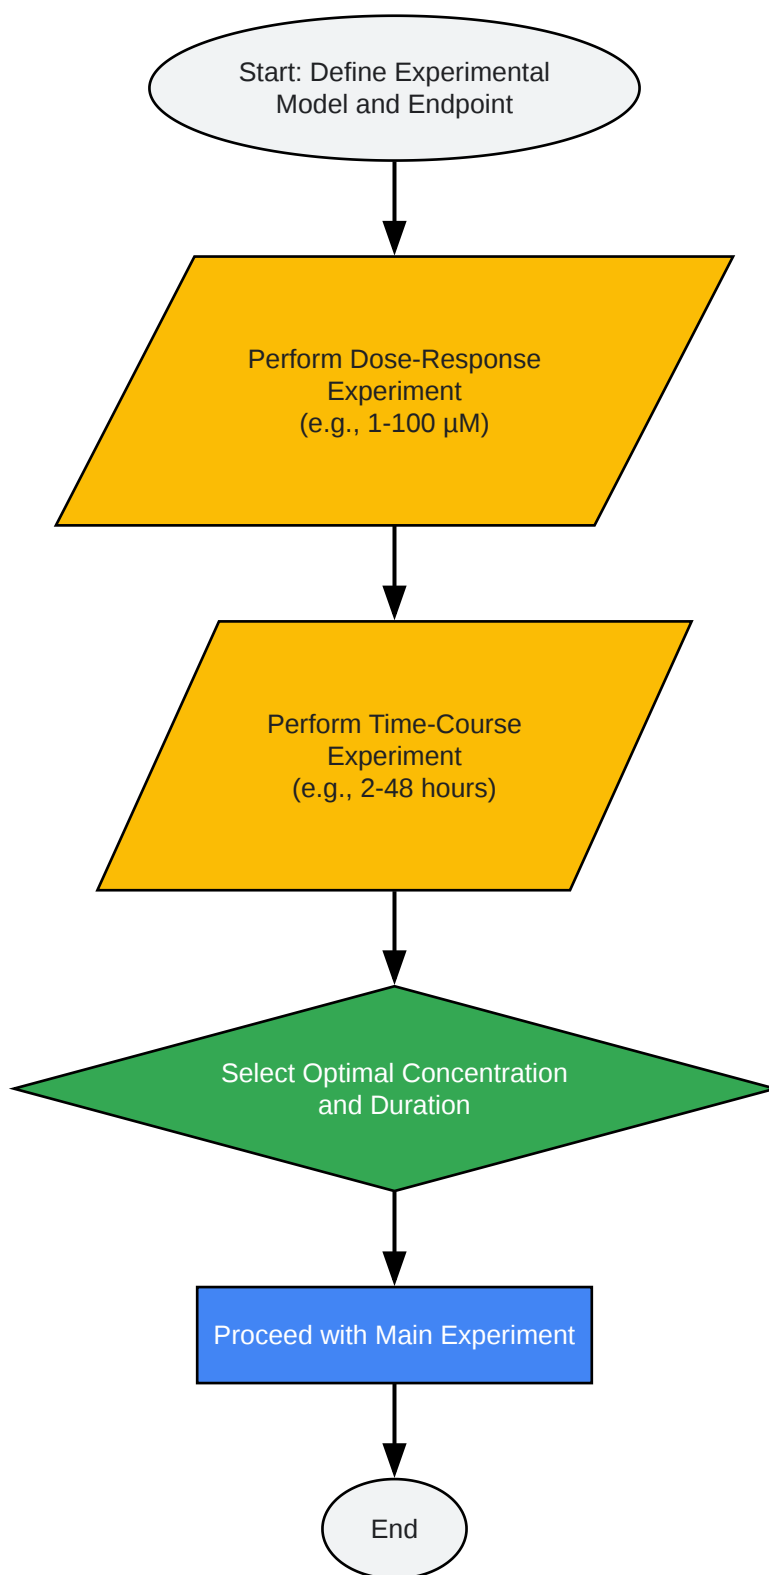 Start: Define Experimental
Model and Endpoint
Perform Dose-Response
Experiment
(e.g., 1-100 µM)
Perform Time-Course
Experiment
(e.g., 2-48 hours)
Select Optimal Concentration
and Duration
Proceed with Main Experiment
End